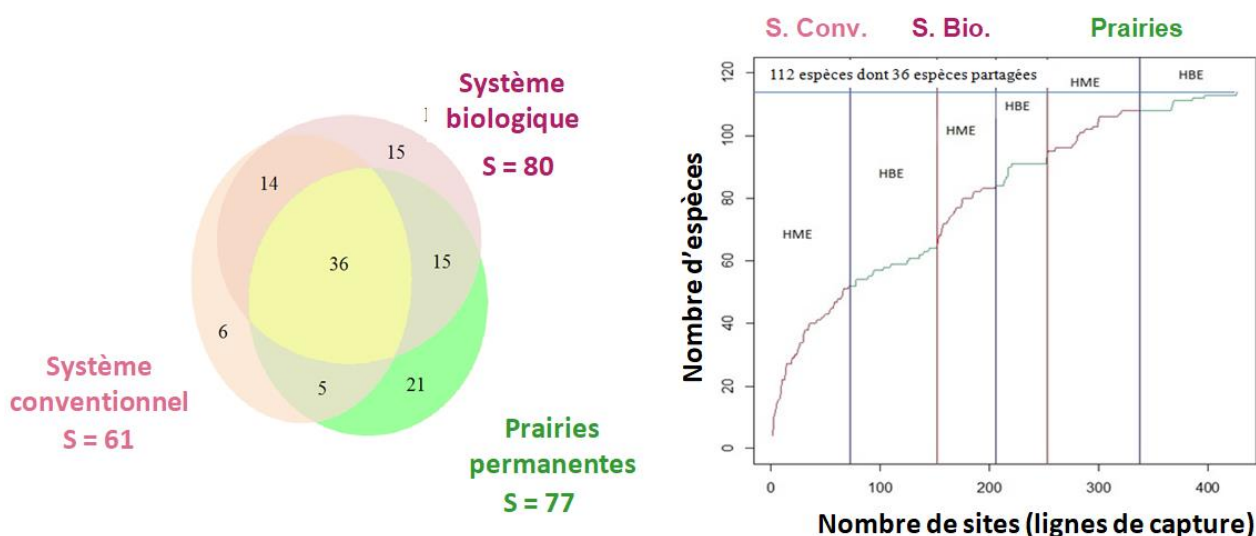 Système
biologique
S = 80
15
14
36
15
6
5
21
Système
conventionnel
S = 61
Prairies
permanentes
S = 77
S. Conv. S. Bio. Prairies
112 espèces dont 36 espèces partagées
HME
HBE
HME
HBE
HME
HBE
Nombre d'espèces
120
100
80
60
40
20
0
0 100 200 300 400
Nombre de sites (lignes de capture)